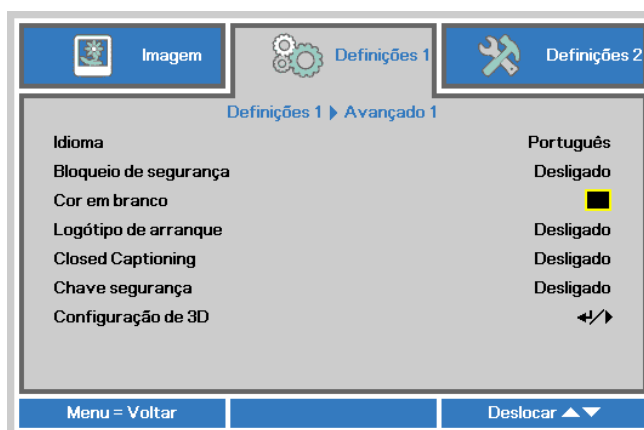 Imagem
Definições 1
Definições 2
Definições 1 ▶ Avançado 1
Idioma Português
Bloqueio de segurança Desligado
Cor em branco
Logótipo de arranque Desligado
Closed Captioning Desligado
Chave segurança Desligado
Configuração de 3D ↵/▶
Menu = Voltar
Deslocar ▲▼